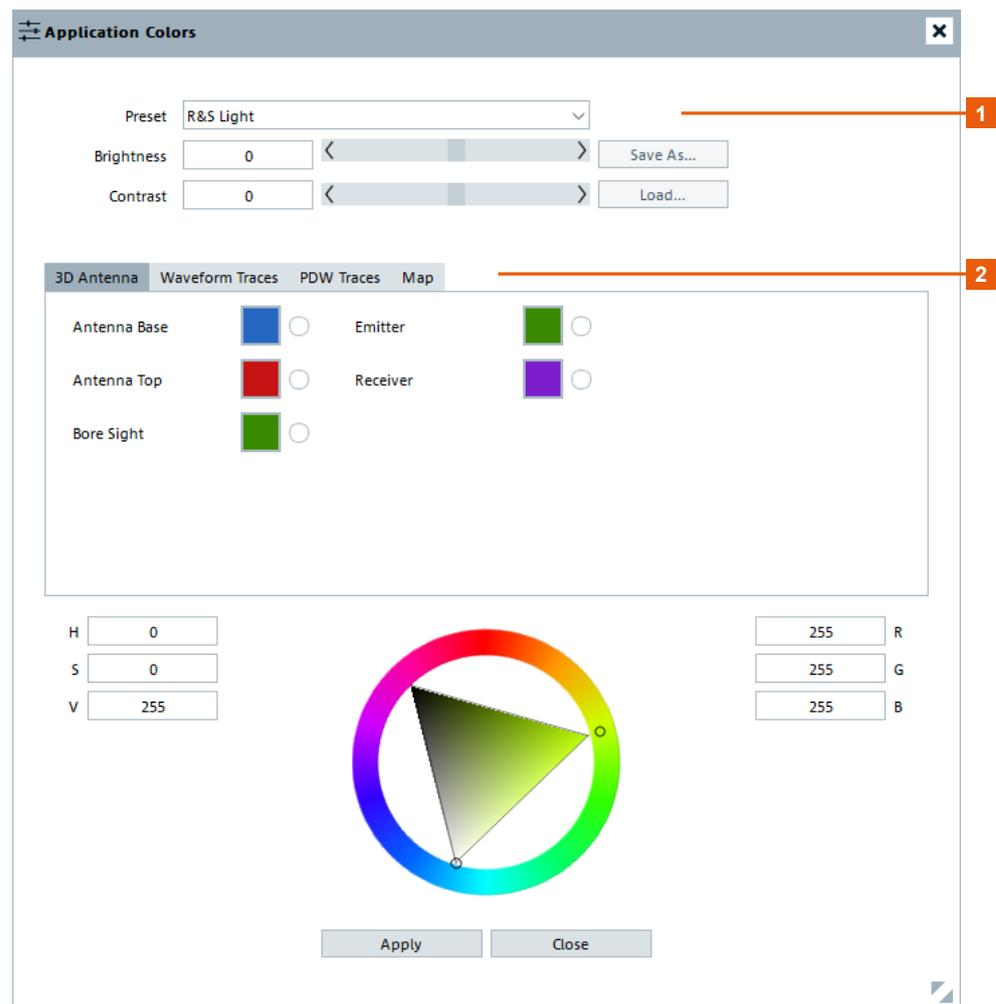 Application Colors
1
Preset R&S Light
Brightness 0 Save As...
Contrast 0 Load...
2
3D Antenna Waveform Traces PDW Traces Map
Antenna Base Emitter
Antenna Top Receiver
Bore Sight
H 0 255 R
S 0 255 G
V 255 255 B
Apply Close